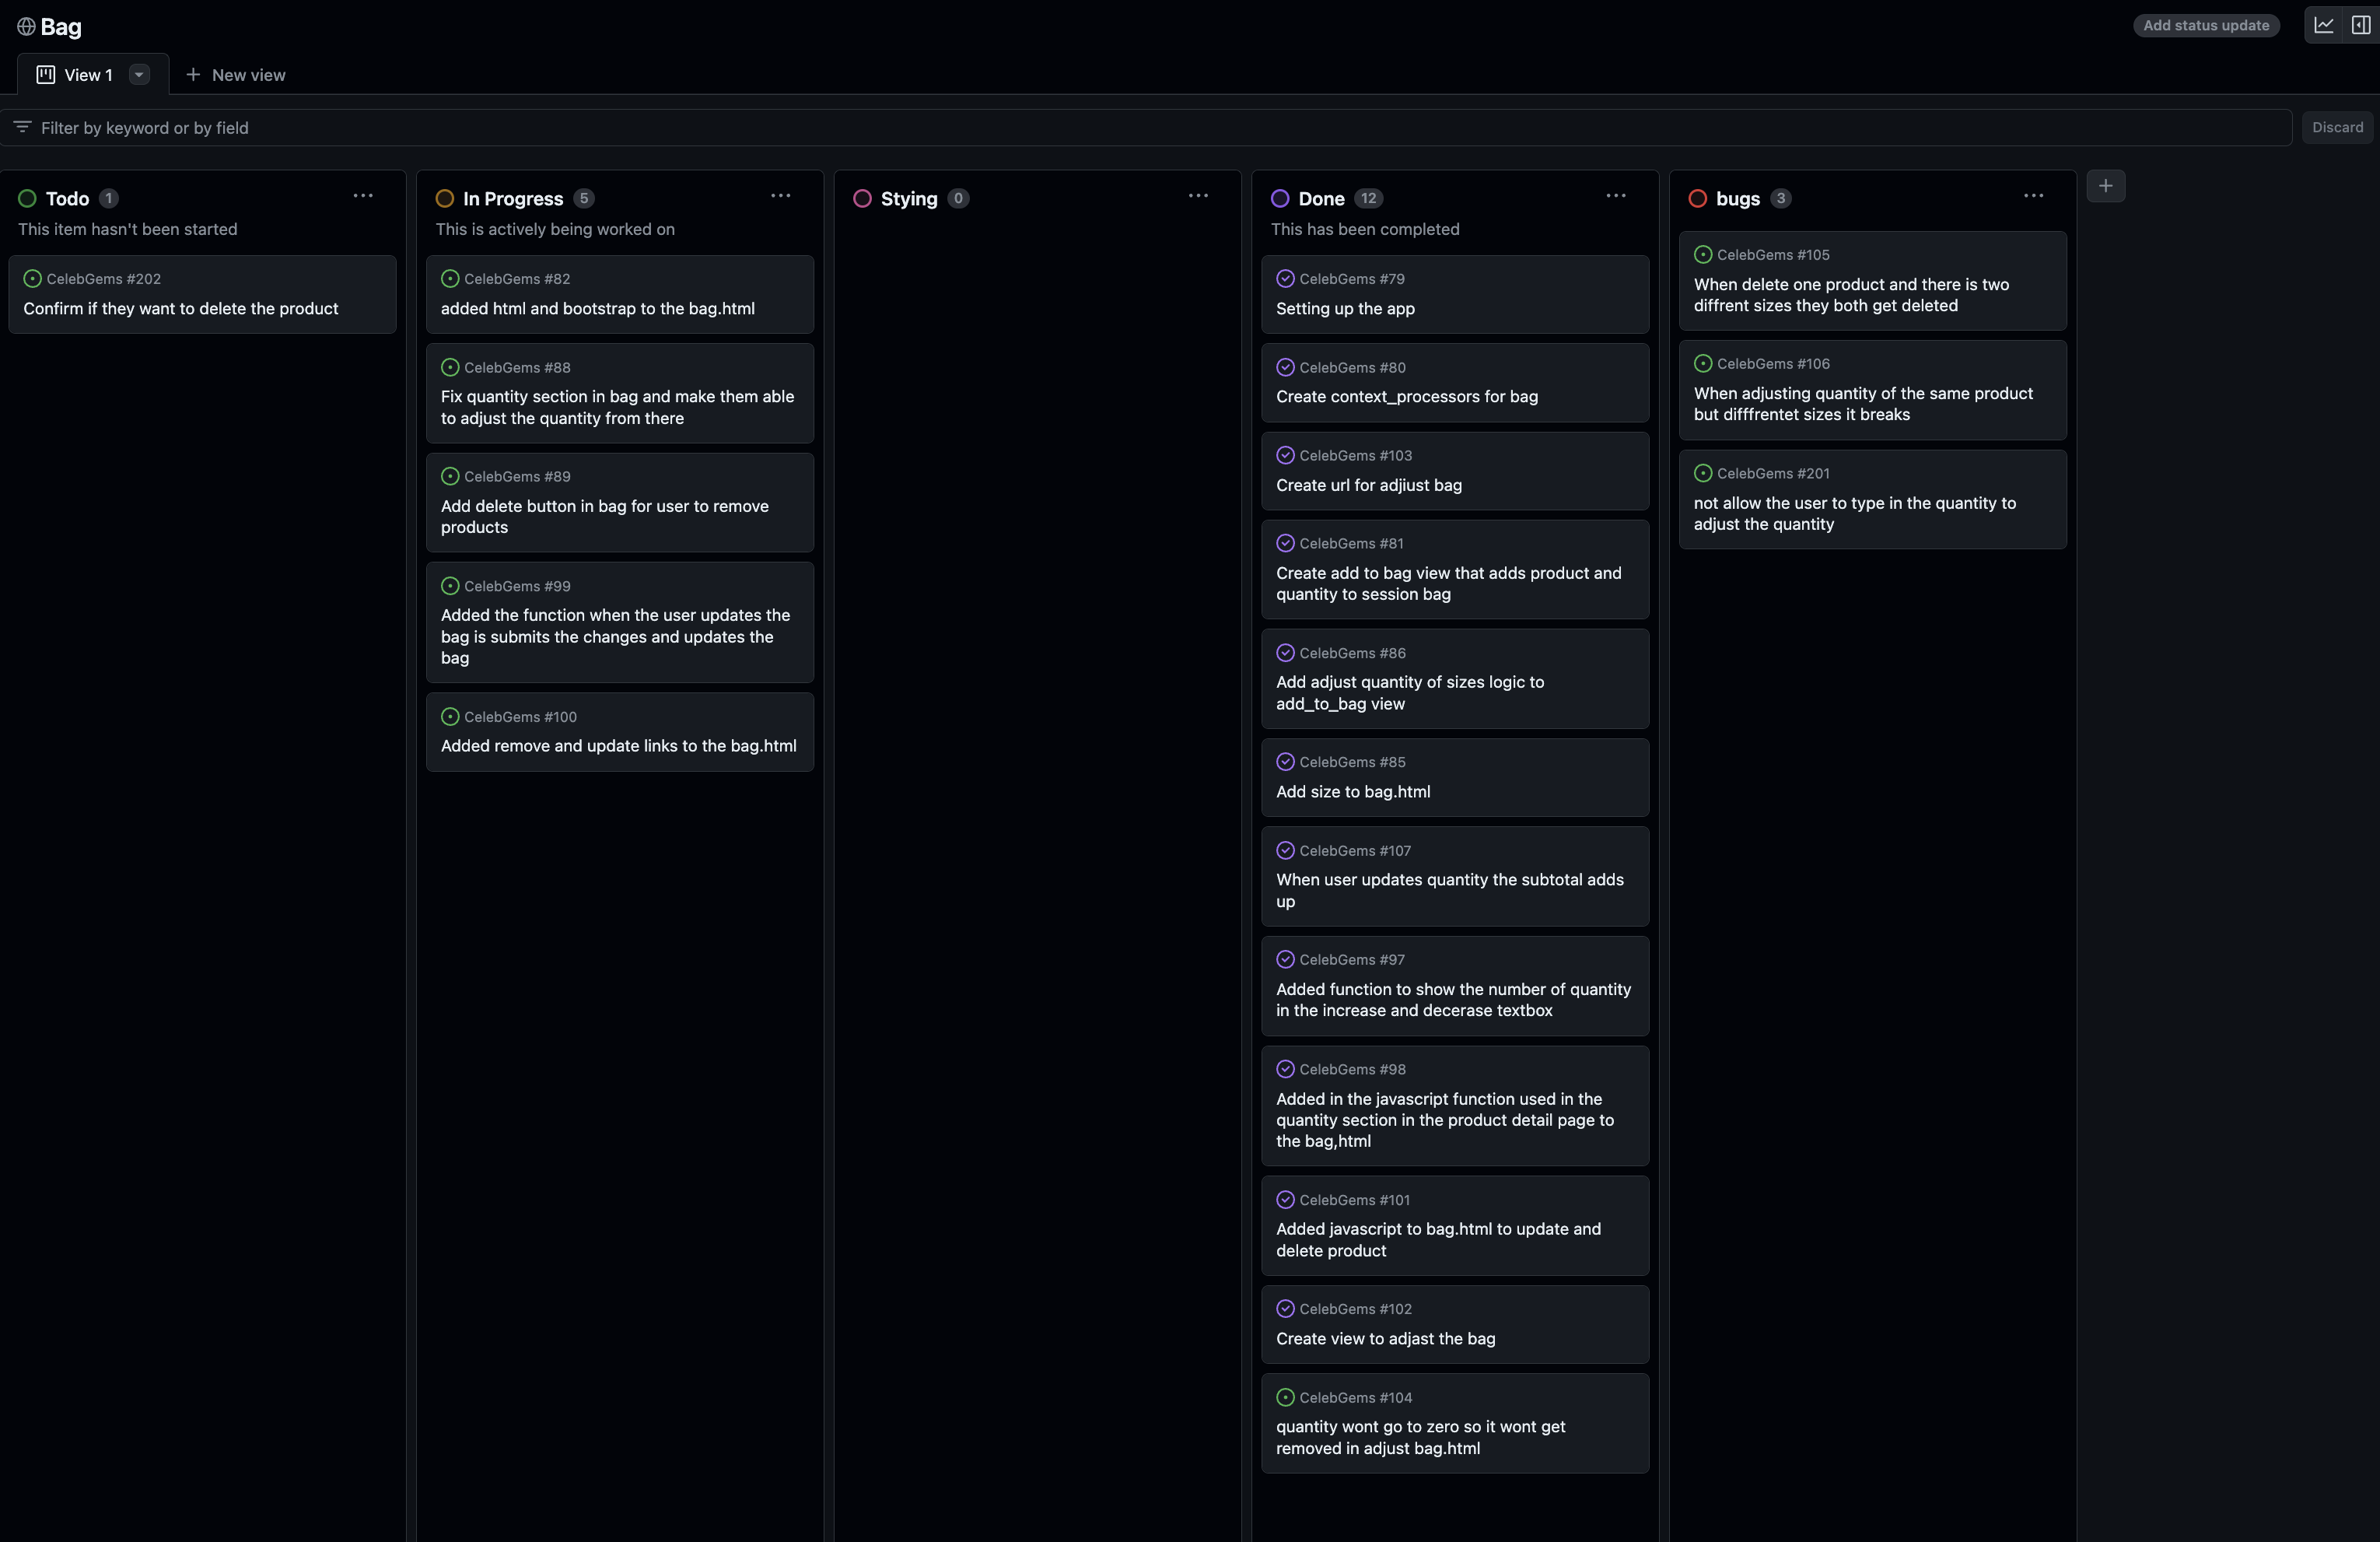 Bag
Add status update
View 1
New view
Filter by keyword or by field
Discard
Todo 1
This item hasn't been started
CelebGems #202
Confirm if they want to delete the product
In Progress 5
This is actively being worked on
CelebGems #82
added html and bootstrap to the bag.html
CelebGems #88
Fix quantity section in bag and make them able
to adjust the quantity from there
CelebGems #89
Add delete button in bag for user to remove
products
CelebGems #99
Added the function when the user updates the
bag is submits the changes and updates the
bag
CelebGems #100
Added remove and update links to the bag.html
Stying 0
Done 12
This has been completed
CelebGems #79
Setting up the app
CelebGems #80
Create context_processors for bag
CelebGems #103
Create url for adjiust bag
CelebGems #81
Create add to bag view that adds product and
quantity to session bag
CelebGems #86
Add adjust quantity of sizes logic to
add_to_bag view
CelebGems #85
Add size to bag.html
CelebGems #107
When user updates quantity the subtotal adds
up
CelebGems #97
Added function to show the number of quantity
in the increase and decerase textbox
CelebGems #98
Added in the javascript function used in the
quantity section in the product detail page to
the bag,html
CelebGems #101
Added javascript to bag.html to update and
delete product
CelebGems #102
Create view to adjast the bag
CelebGems #104
quantity wont go to zero so it wont get
removed in adjust bag.html
bugs 3
CelebGems #105
When delete one product and there is two
diffrent sizes they both get deleted
CelebGems #106
When adjusting quantity of the same product
but difffrentet sizes it breaks
CelebGems #201
not allow the user to type in the quantity to
adjust the quantity